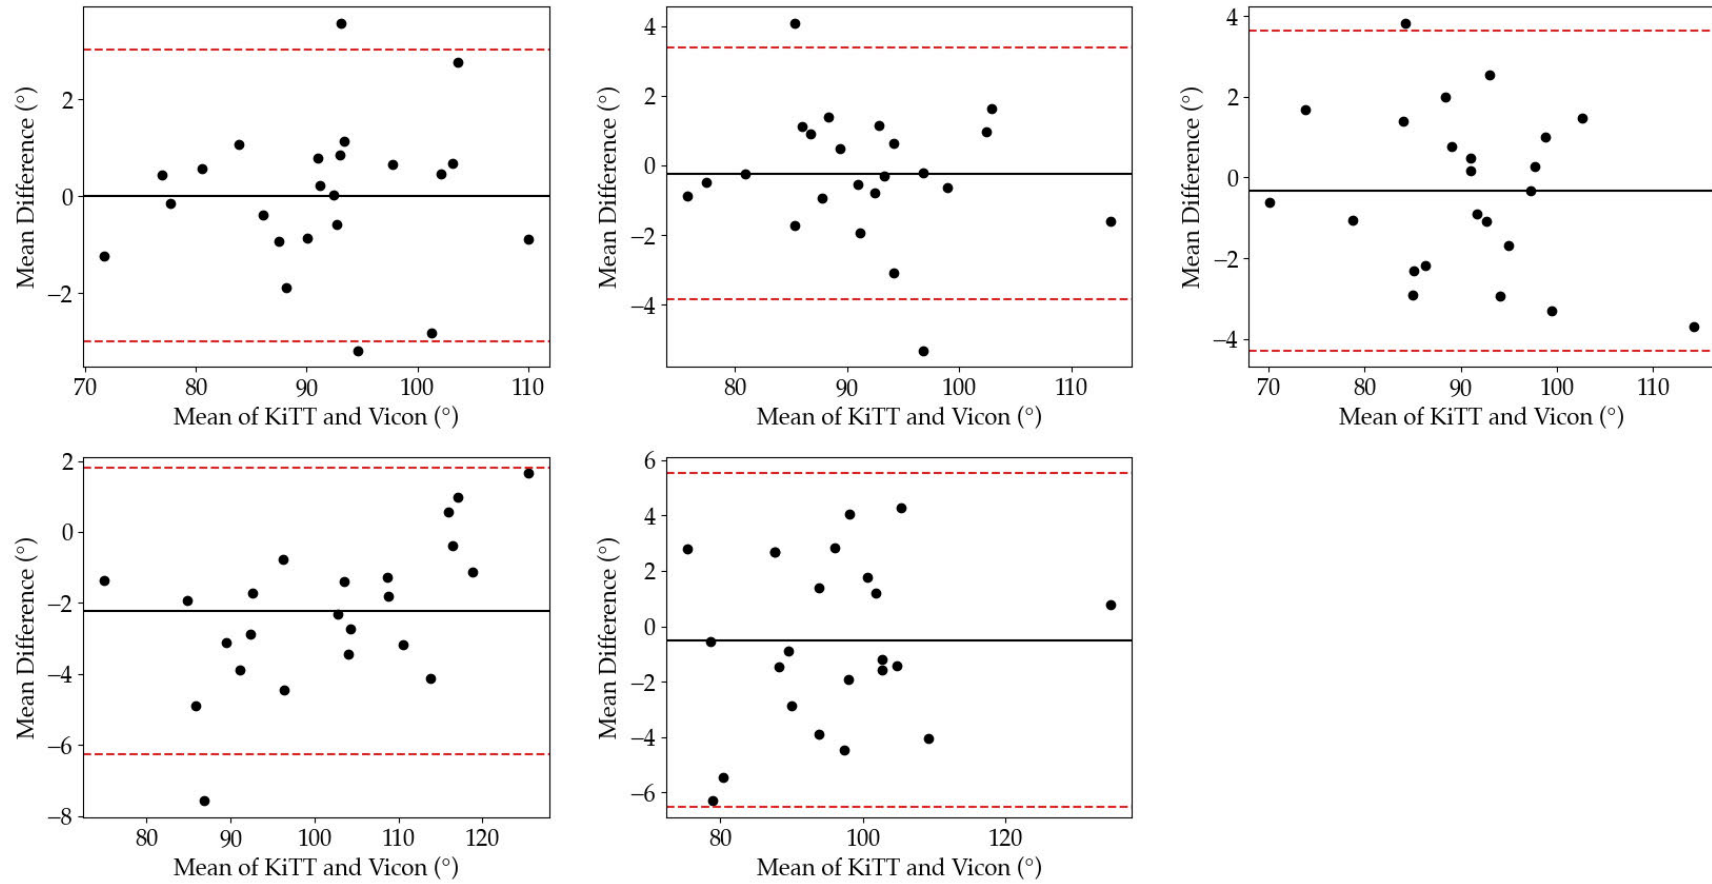 2
0
−2
70 80 90 100 110
Mean Difference (°)
Mean of KiTT and Vicon (°)
4
2
0
−2
−4
80 90 100 110
Mean Difference (°)
Mean of KiTT and Vicon (°)
4
2
0
−2
−4
70 80 90 100 110
Mean Difference (°)
Mean of KiTT and Vicon (°)
2
0
−2
−4
−6
−8
80 90 100 110 120
Mean Difference (°)
Mean of KiTT and Vicon (°)
6
4
2
0
−2
−4
−6
80 100 120
Mean Difference (°)
Mean of KiTT and Vicon (°)